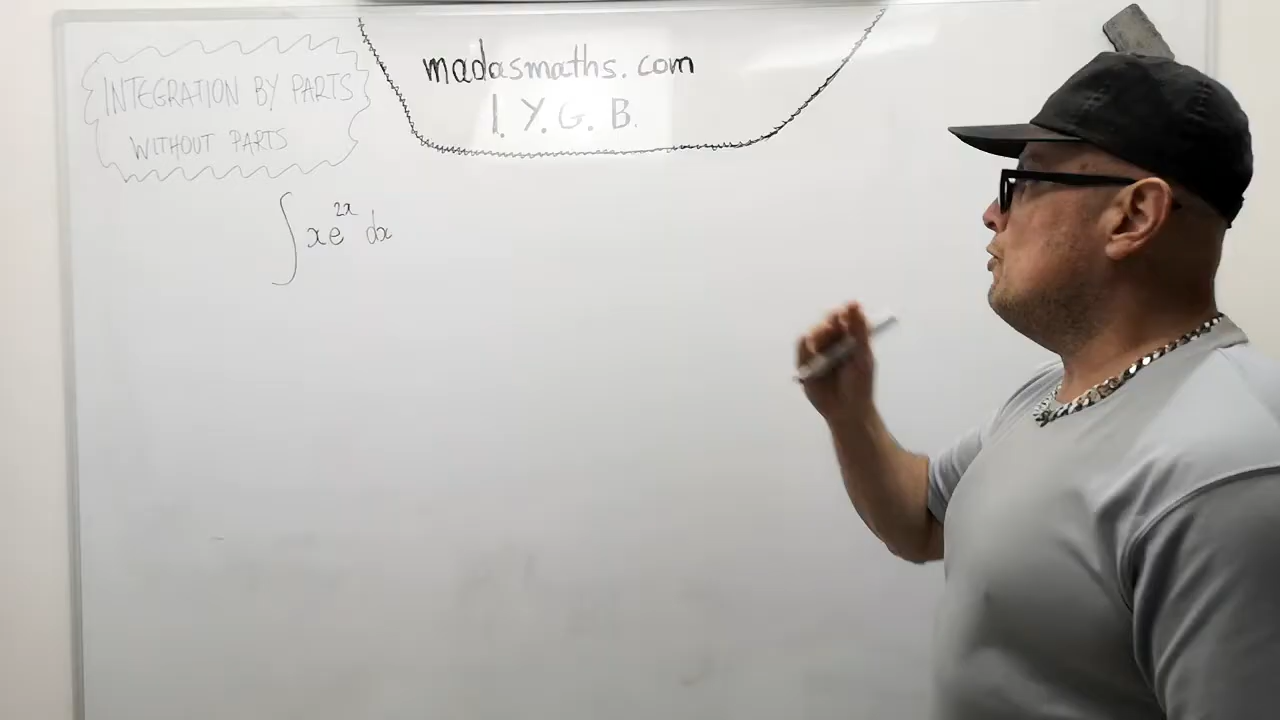 madasmaths.com
I.Y.G.B.
INTEGRATION BY PARTS
WITHOUT PARTS
∫xe^{2x} dx